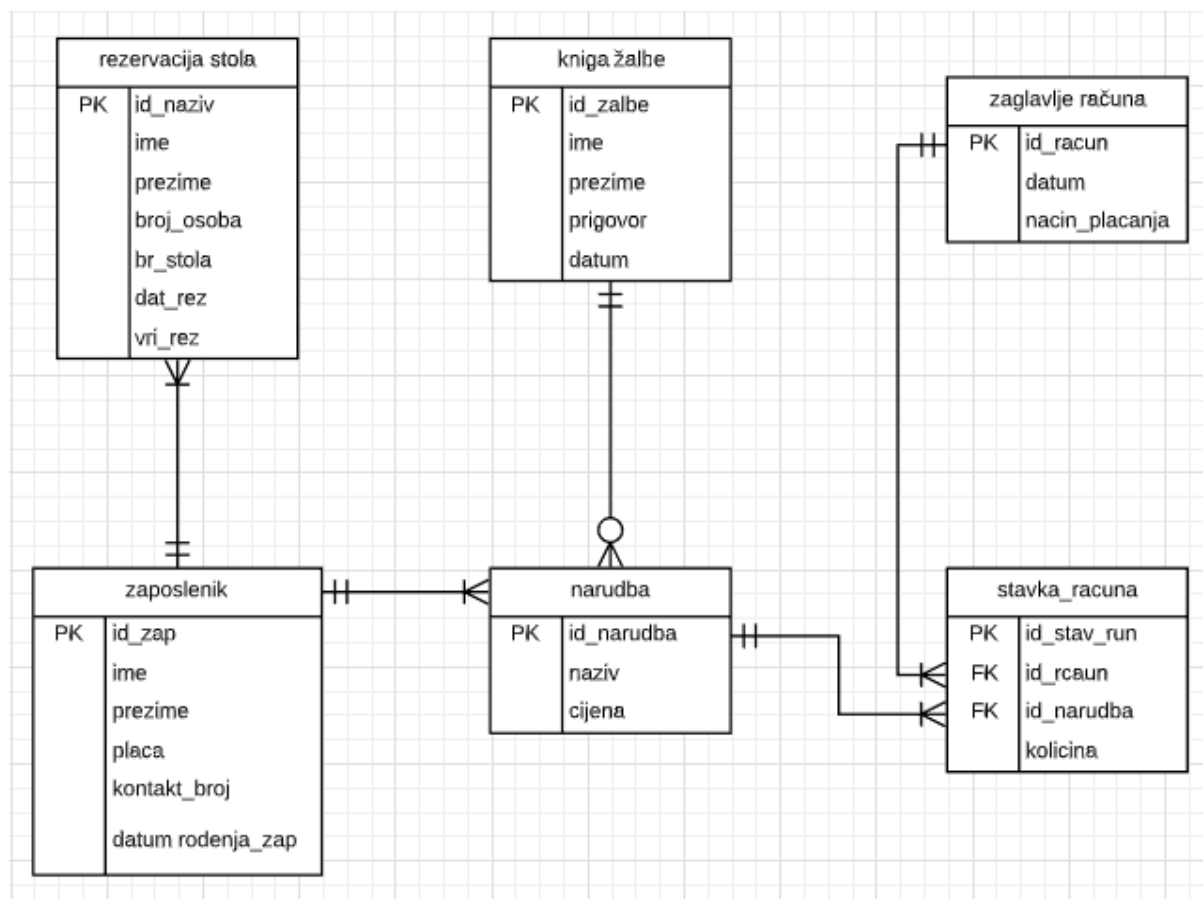 rezervacija stola
PK id_naziv
ime
prezime
broj_osoba
br_stola
dat_rez
vri_rez
kniga žalbe
PK id_zalbe
ime
prezime
prigovor
datum
zaglavlje računa
PK id_racun
datum
nacin_placanja
zaposlenik
PK id_zap
ime
prezime
placa
kontakt_broj
datum rodenja_zap
narudba
PK id_narudba
naziv
cijena
stavka_racuna
PK id_stav_run
FK id_rcaun
FK id_narudba
kolicina